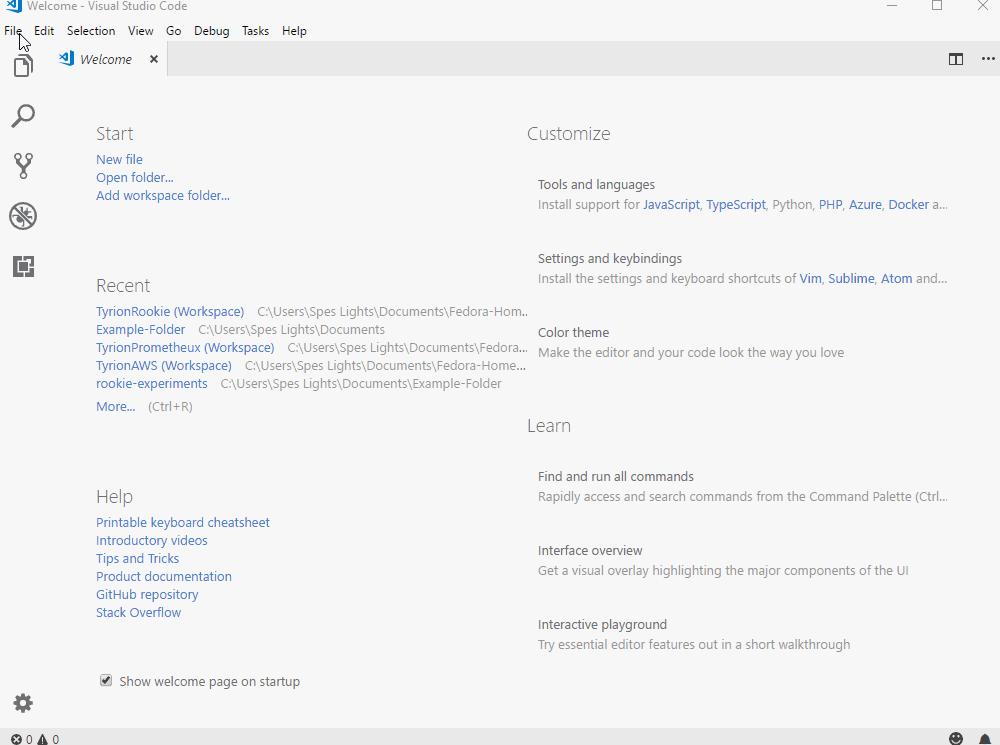 Welcome - Visual Studio Code
File Edit Selection View Go Debug Tasks Help
Welcome
Start
New file
Open folder...
Add workspace folder...
Recent
TyrionRookie (Workspace) C:\Users\Spes Lights\Documents\Fedora-Hom...
Example-Folder C:\Users\Spes Lights\Documents
TyrionPrometheux (Workspace) C:\Users\Spes Lights\Documents\Fedora...
TyrionAWS (Workspace) C:\Users\Spes Lights\Documents\Fedora-Home...
rookie-experiments C:\Users\Spes Lights\Documents\Example-Folder
More... (Ctrl+R)
Help
Printable keyboard cheatsheet
Introductory videos
Tips and Tricks
Product documentation
GitHub repository
Stack Overflow
Show welcome page on startup
Customize
Tools and languages
Install support for JavaScript, TypeScript, Python, PHP, Azure, Docker a...
Settings and keybindings
Install the settings and keyboard shortcuts of Vim, Sublime, Atom and...
Color theme
Make the editor and your code look the way you love
Learn
Find and run all commands
Rapidly access and search commands from the Command Palette (Ctrl...
Interface overview
Get a visual overlay highlighting the major components of the UI
Interactive playground
Try essential editor features out in a short walkthrough
0 0